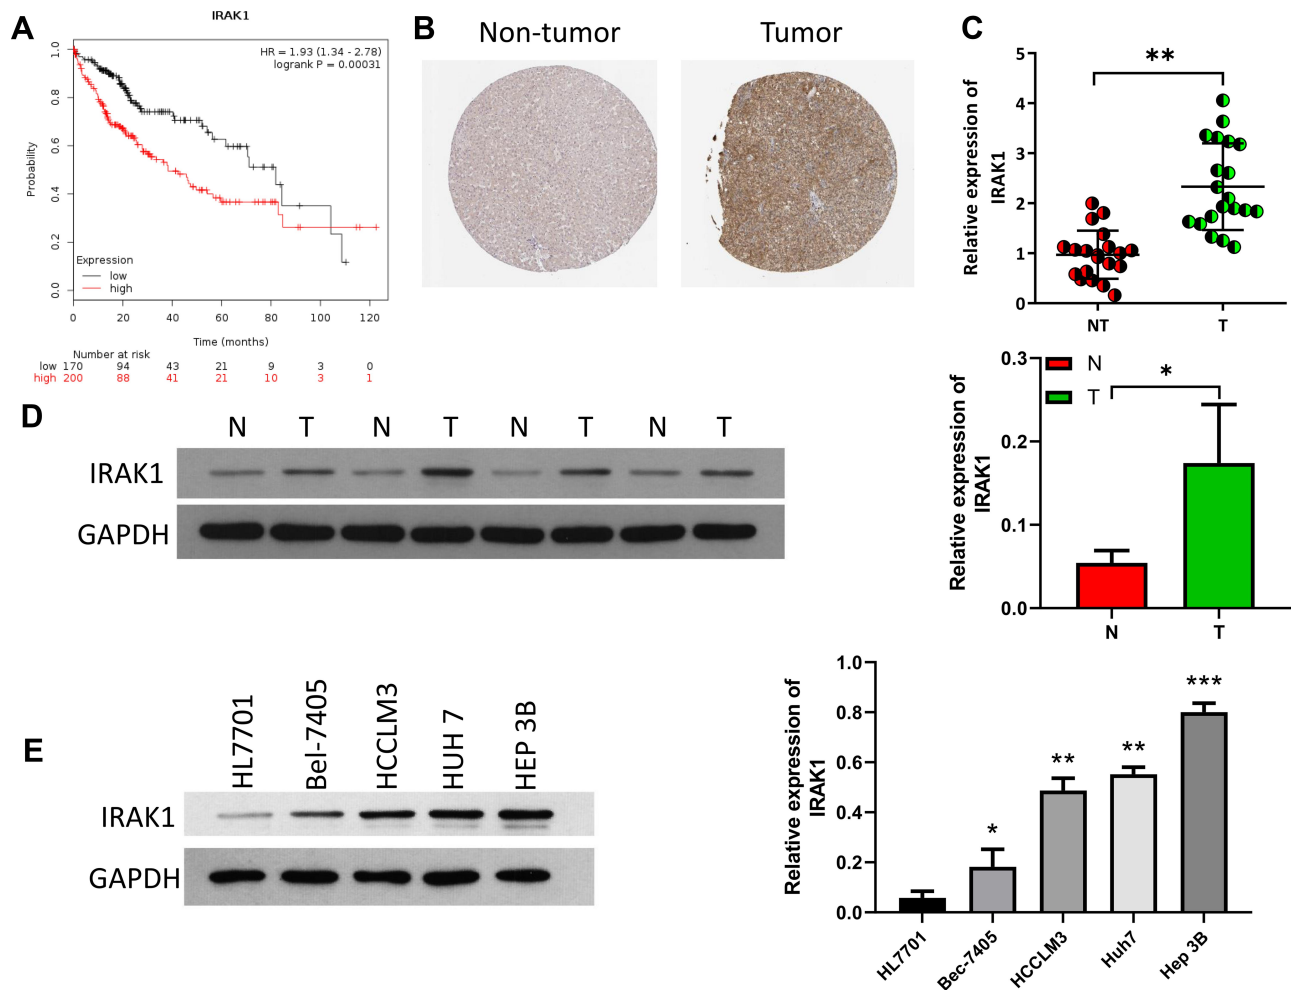 A
IRAK1
HR = 1.93 (1.34 - 2.78)
logrank P = 0.00031
Probability
1.0
0.8
0.6
0.4
0.2
0.0
Expression
low
high
0 20 40 60 80 100 120
Time (months)
Number at risk
low 170 94 43 21 9 3 0
high 200 88 41 21 10 3 1
B
Non-tumor Tumor
C
Relative expression of
IRAK1
5
4
3
2
1
0
**
NT T
D
N T N T N T N T
IRAK1
GAPDH
Relative expression of
IRAK1
0.3
0.2
0.1
0.0
N
T
*
N T
E
HL7701
Bel-7405
HCCLM3
HUH 7
HEP 3B
IRAK1
GAPDH
Relative expression of
IRAK1
1.0
0.8
0.6
0.4
0.2
0.0
*
**
**
***
HL7701
Bec-7405
HCCLM3
Huh7
Hep 3B